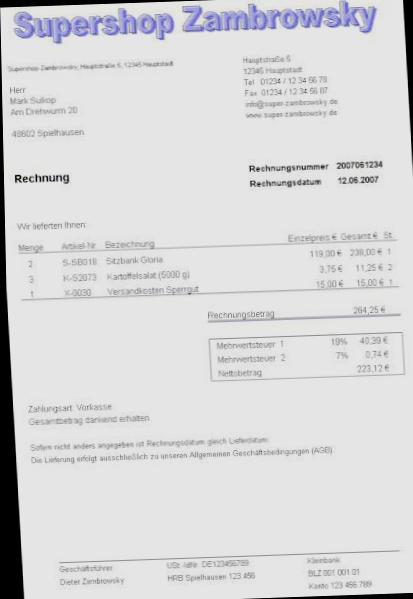 Supershop Zambrowsky
Supershop Zambrowsky, Hauptstraße 5, 12345 Hauptstadt
Hauptstraße 5
12345 Hauptstadt
Tel 01234 / 12 34 56 78
Fax 01234 / 12 34 56 87
info@super-zambrowsky.de
www.super-zambrowsky.de
Herr
Mark
Am Drehwurm 20
48602 Spielhausen
Rechnung
Rechnungsnummer 2007061234
Rechnungsdatum 12.06.2007
Wir lieferten Ihnen:
Menge Artikel-Nr Bezeichnung Einzelpreis € Gesamt € St.
2 S-SB018 Sitzbank Gloria 119,00 € 238,00 € 1
3 K-S2073 Kartoffelsalat (5000 g) 3,75 € 11,25 € 2
1 X-0030 Versandkosten Sperrgut 15,00 € 15,00 € 1
Rechnungsbetrag 264,25 €
Mehrwertsteuer 1 19% 40,39 €
Mehrwertsteuer 2 7% 0,74 €
Nettobetrag 223,12 €
Zahlungsart: Vorkasse
Gesamtbetrag dankend erhalten
Sofern nicht anders angegeben ist Rechnungsdatum gleich Lieferdatum.
Die Lieferung erfolgt ausschließlich zu unseren Allgemeinen Geschäftsbedingungen (AGB).
Geschäftsführer
Dieter Zambrowsky
USt.-IdNr. DE123456789
HRB Spielhausen 123 456
Kleinbank
BLZ 001 001 01
Konto 123 456 789